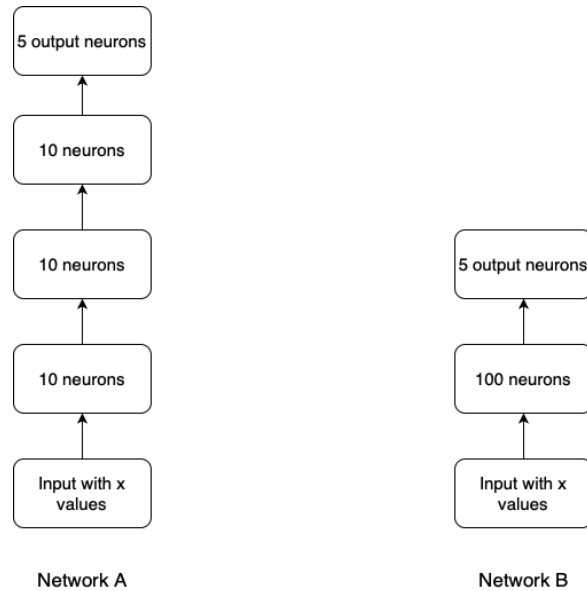 5 output neurons
10 neurons
10 neurons
10 neurons
Input with x
values
Network A
5 output neurons
100 neurons
Input with x
values
Network B